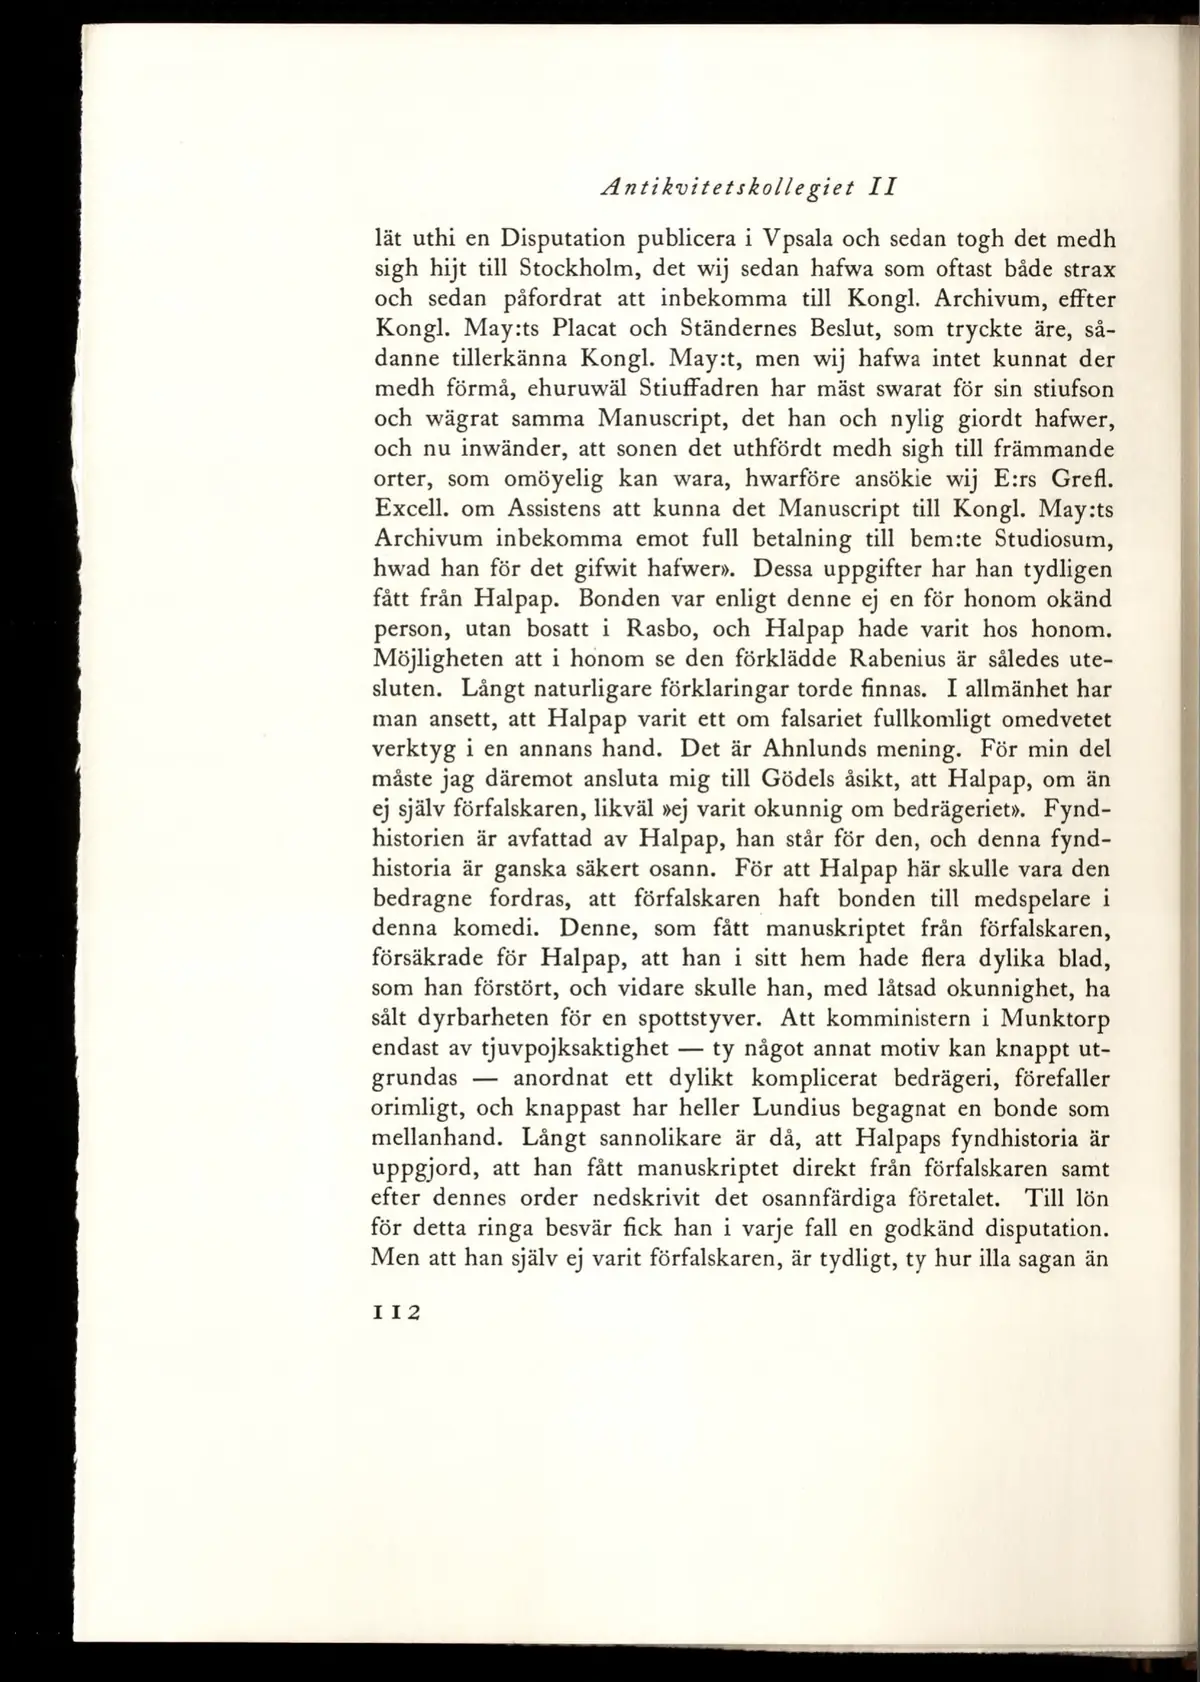 Antikvitetskollegiet II
lät uthi en Disputation publicera i Vpsala och sedan togh det medh
sigh hijt till Stockholm, det wij sedan hafwa som oftast både strax
och sedan påfordrat att inbekomma till Kongl. Archivum, effter
Kongl. May:ts Placat och Ständernes Beslut, som tryckte äre, så-
danne tillerkänna Kongl. May:t, men wij hafwa intet kunnat der
medh förmå, ehuruwäl Stiuffadren har mäst swarat för sin stiufson
och wägrat samma Manuscript, det han och nylig giordt hafwer,
och nu inwänder, att sonen det uthfördt medh sigh till främmande
orter, som omöyelig kan wara, hwarföre ansökie wij E:rs Grefl.
Excell. om Assistens att kunna det Manuscript till Kongl. May:ts
Archivum inbekomma emot full betalning till bem:te Studiosum,
hwad han för det gifwit hafwer». Dessa uppgifter har han tydligen
fått från Halpap. Bonden var enligt denne ej en för honom okänd
person, utan bosatt i Rasbo, och Halpap hade varit hos honom.
Möjligheten att i honom se den förklädde Rabenius är således ute-
sluten. Långt naturligare förklaringar torde finnas. I allmänhet har
man ansett, att Halpap varit ett om falsariet fullkomligt omedvetet
verktyg i en annans hand. Det är Ahnlunds mening. För min del
måste jag däremot ansluta mig till Gödels åsikt, att Halpap, om än
ej själv förfalskaren, likväl »ej varit okunnig om bedrägeriet». Fynd-
historien är avfattad av Halpap, han står för den, och denna fynd-
historia är ganska säkert osann. För att Halpap här skulle vara den
bedragne fordras, att förfalskaren haft bonden till medspelare i
denna komedi. Denne, som fått manuskriptet från förfalskaren,
försäkrade för Halpap, att han i sitt hem hade flera dylika blad,
som han förstört, och vidare skulle han, med låtsad okunnighet, ha
sålt dyrbarheten för en spottstyver. Att komministern i Munktorp
endast av tjuvpojksaktighet — ty något annat motiv kan knappt ut-
grundas — anordnat ett dylikt komplicerat bedrägeri, förefaller
orimligt, och knappast har heller Lundius begagnat en bonde som
mellanhand. Långt sannolikare är då, att Halpaps fyndhistoria är
uppgjord, att han fått manuskriptet direkt från förfalskaren samt
efter dennes order nedskrivit det osannfärdiga företalet. Till lön
för detta ringa besvär fick han i varje fall en godkänd disputation.
Men att han själv ej varit förfalskaren, är tydligt, ty hur illa sagan än
112